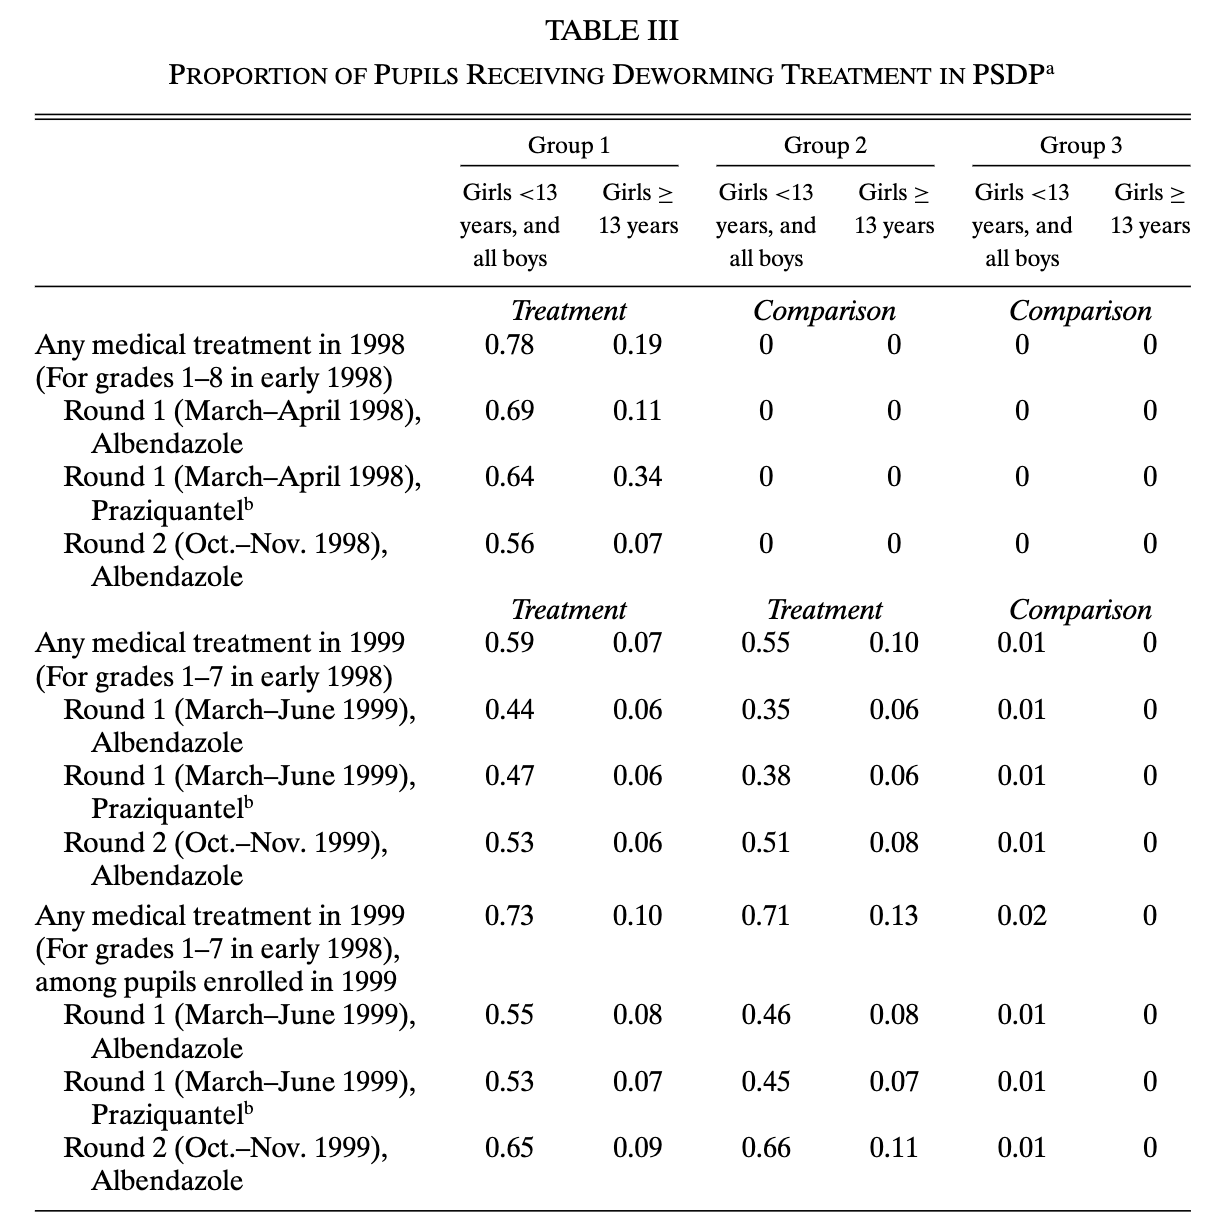 TABLE III
PROPORTION OF PUPILS RECEIVING DEWORMING TREATMENT IN PSDPᵃ
Group 1 Group 2 Group 3
Girls <13 Girls ≥ Girls <13 Girls ≥ Girls <13 Girls ≥
years, and 13 years years, and 13 years years, and 13 years
all boys all boys all boys
Treatment Comparison Comparison
Any medical treatment in 1998 0.78 0.19 0 0 0 0
(For grades 1–8 in early 1998)
Round 1 (March–April 1998), 0.69 0.11 0 0 0 0
Albendazole
Round 1 (March–April 1998), 0.64 0.34 0 0 0 0
Praziquantelᵇ
Round 2 (Oct.–Nov. 1998), 0.56 0.07 0 0 0 0
Albendazole
Treatment Treatment Comparison
Any medical treatment in 1999 0.59 0.07 0.55 0.10 0.01 0
(For grades 1–7 in early 1998)
Round 1 (March–June 1999), 0.44 0.06 0.35 0.06 0.01 0
Albendazole
Round 1 (March–June 1999), 0.47 0.06 0.38 0.06 0.01 0
Praziquantelᵇ
Round 2 (Oct.–Nov. 1999), 0.53 0.06 0.51 0.08 0.01 0
Albendazole
Any medical treatment in 1999 0.73 0.10 0.71 0.13 0.02 0
(For grades 1–7 in early 1998),
among pupils enrolled in 1999
Round 1 (March–June 1999), 0.55 0.08 0.46 0.08 0.01 0
Albendazole
Round 1 (March–June 1999), 0.53 0.07 0.45 0.07 0.01 0
Praziquantelᵇ
Round 2 (Oct.–Nov. 1999), 0.65 0.09 0.66 0.11 0.01 0
Albendazole